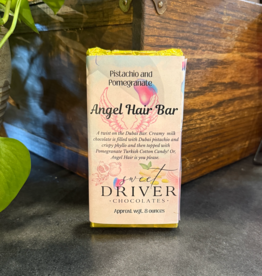 Pistachio and
Pomegranate
Angel Hair Bar
A twist on the Dubai Bar. Creamy milk
chocolate is filled with Dubai pistachio and
crispy phyllo and then topped with
Pomegranate Turkish Cotton Candy! Or,
Angel Hair if you please.
sweet
DRIVER
·CHOCOLATES·
Approx. wgt. 8 ounces